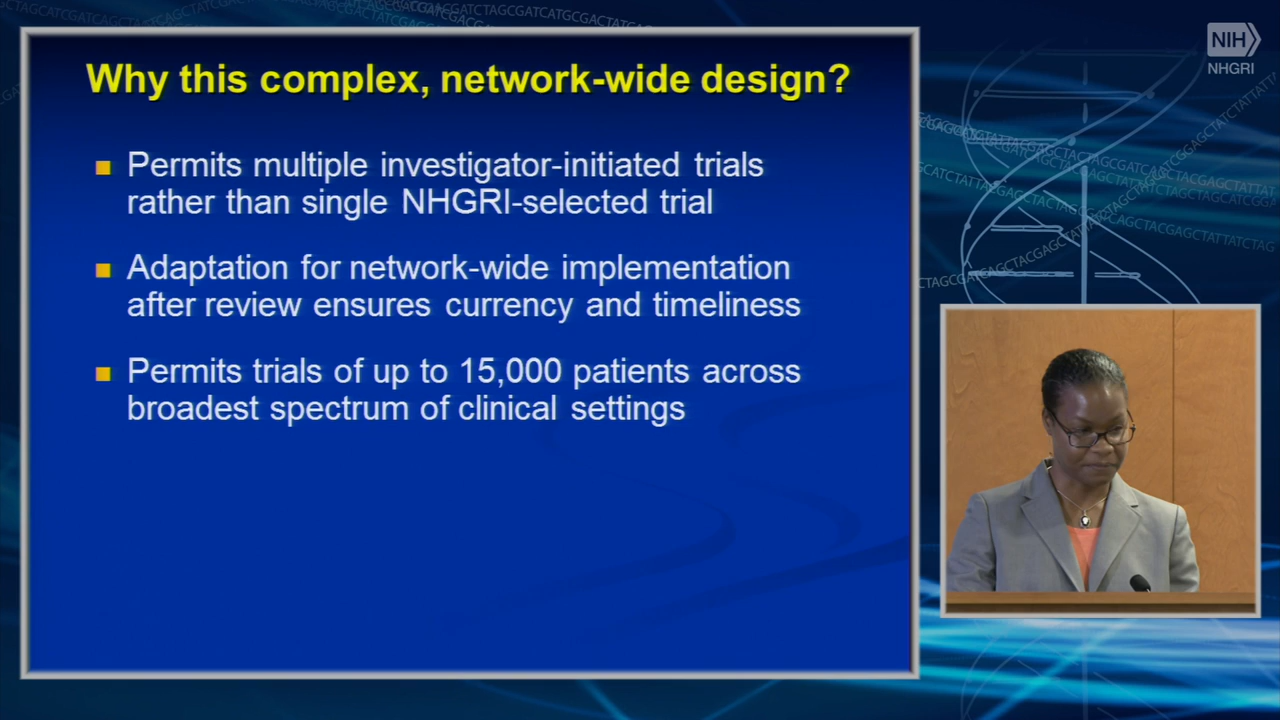 Why this complex, network-wide design?
Permits multiple investigator-initiated trials
rather than single NHGRI-selected trial
Adaptation for network-wide implementation
after review ensures currency and timeliness
Permits trials of up to 15,000 patients across
broadest spectrum of clinical settings
NIH
NHGRI